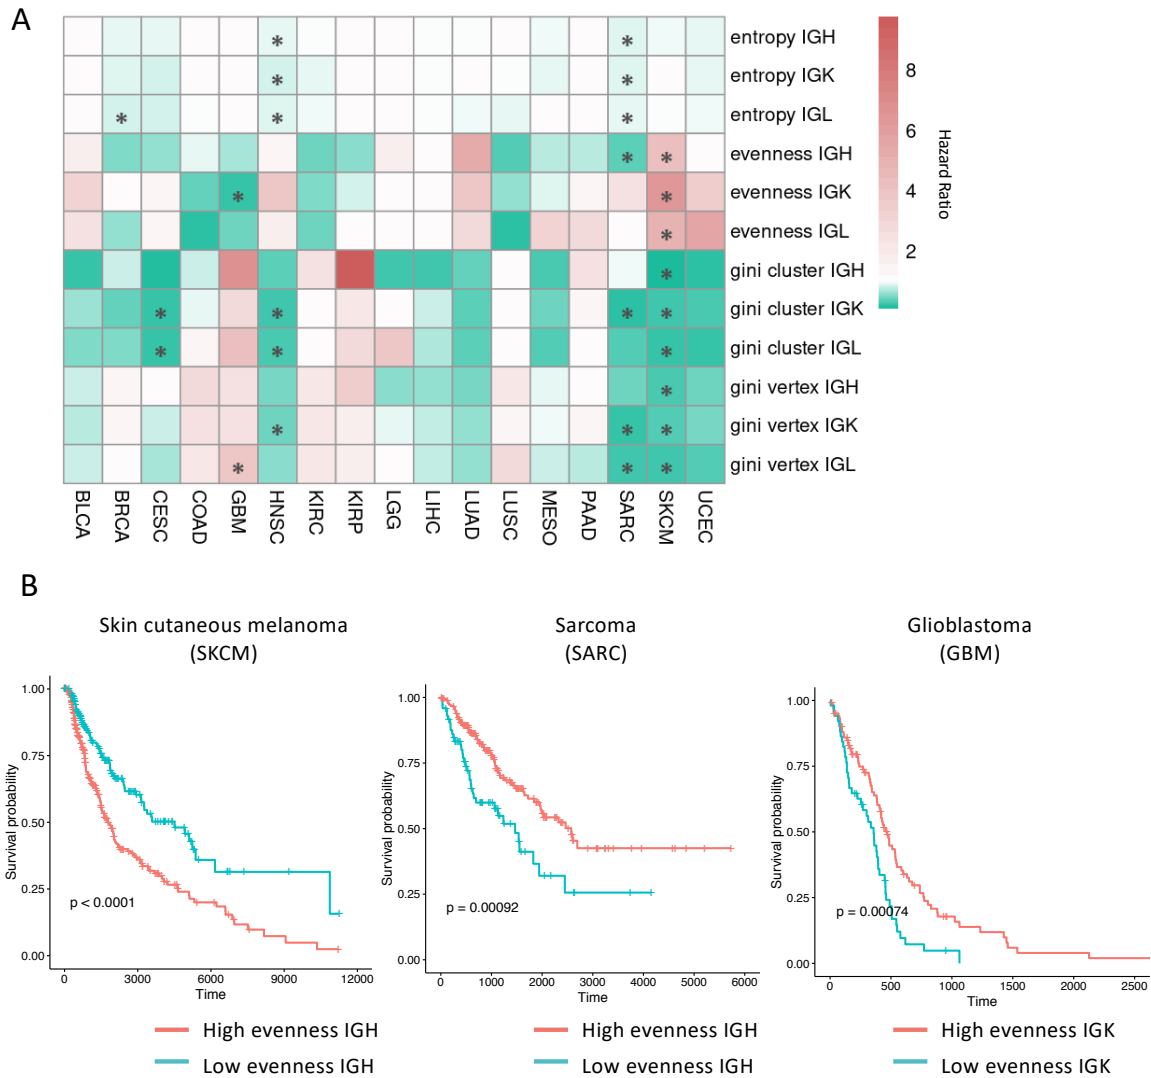 A
*
*
entropy IGH
*
*
entropy IGK
*
*
*
entropy IGL
*
*
evenness IGH
*
*
evenness IGK
*
evenness IGL
*
gini cluster IGH
*
*
*
*
gini cluster IGK
*
*
*
gini cluster IGL
*
gini vertex IGH
*
*
*
gini vertex IGK
*
*
*
gini vertex IGL
8
6
4
2
Hazard Ratio
BLCA
BRCA
CESC
COAD
GBM
HNSC
KIRC
KIRP
LGG
LIHC
LUAD
LUSC
MESO
PAAD
SARC
SKCM
UCEC
B
Skin cutaneous melanoma
(SKCM)
Survival probability
1.00
0.75
0.50
0.25
0.00
p < 0.0001
0 3000 6000 9000 12000
Time
High evenness IGH
Low evenness IGH
Sarcoma
(SARC)
Survival probability
1.00
0.75
0.50
0.25
0.00
p = 0.00092
0 1000 2000 3000 4000 5000 6000
Time
High evenness IGH
Low evenness IGH
Glioblastoma
(GBM)
Survival probability
1.00
0.75
0.50
0.25
0.00
p = 0.00074
0 500 1000 1500 2000 2500
Time
High evenness IGK
Low evenness IGK